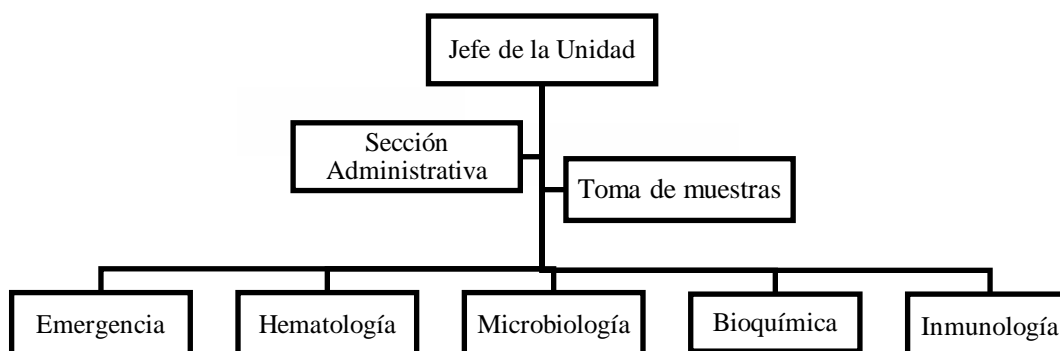 Jefe de la Unidad
Sección
Administrativa
Toma de muestras
Emergencia
Hematología
Microbiología
Bioquímica
Inmunología